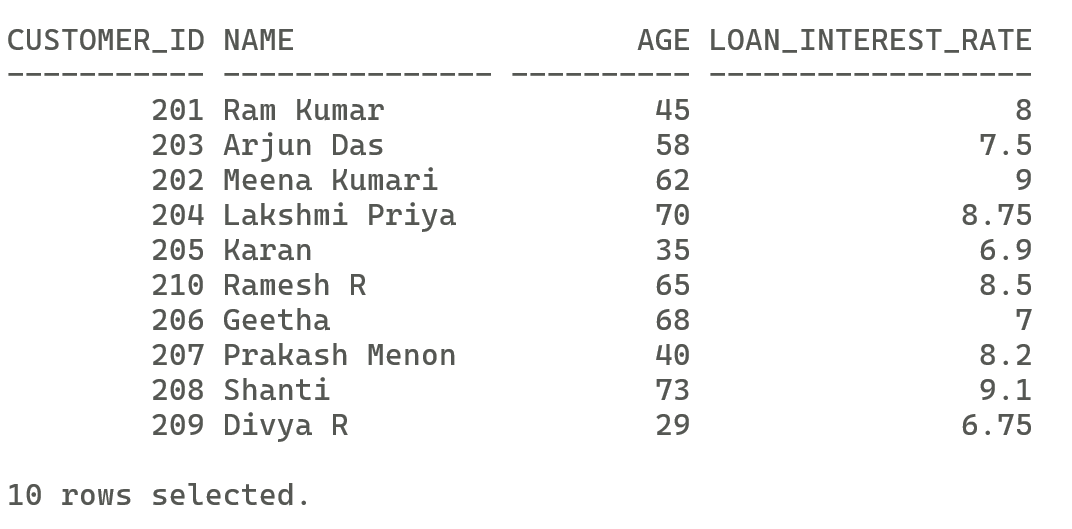 CUSTOMER_ID NAME                   AGE LOAN_INTEREST_RATE
----------- --------------- ---------- ------------------
        201 Ram Kumar               45                  8
        203 Arjun Das               58                7.5
        202 Meena Kumari            62                  9
        204 Lakshmi Priya           70               8.75
        205 Karan                   35                6.9
        210 Ramesh R                65                8.5
        206 Geetha                  68                  7
        207 Prakash Menon           40                8.2
        208 Shanti                  73                9.1
        209 Divya R                 29               6.75
10 rows selected.